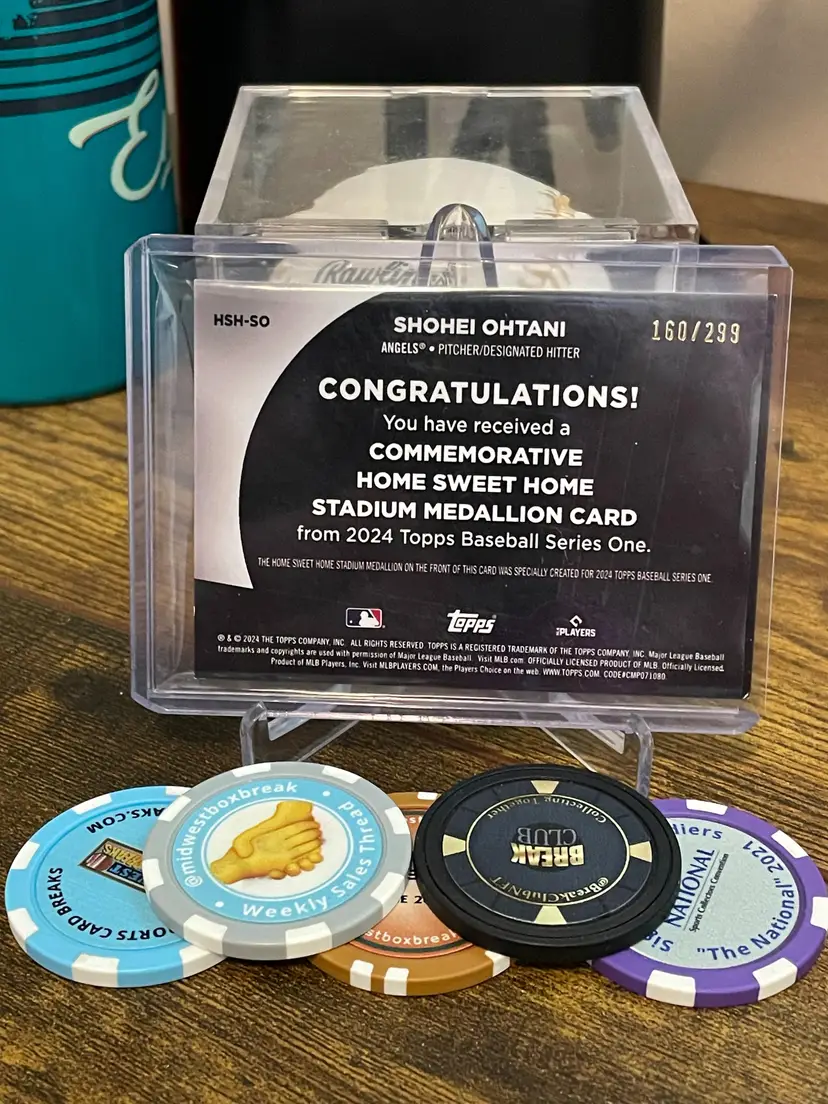 HSH-SO
SHOHEI OHTANI
160/299
ANGELS® • PITCHER/DESIGNATED HITTER
CONGRATULATIONS!
You have received a
COMMEMORATIVE
HOME SWEET HOME
STADIUM MEDALLION CARD
from 2024 Topps Baseball Series One.
THE HOME SWEET HOME STADIUM MEDALLION ON THE FRONT OF THIS CARD WAS SPECIALLY CREATED FOR 2024 TOPPS BASEBALL SERIES ONE.
topps
PLAYERS
® & © 2024 THE TOPPS COMPANY, INC. ALL RIGHTS RESERVED. TOPPS IS A REGISTERED TRADEMARK OF THE TOPPS COMPANY, INC. Major League Baseball
trademarks and copyrights are used with permission of Major League Baseball. Visit MLB.com. OFFICIALLY LICENSED PRODUCT OF MLB. Officially Licensed
Product of MLB Players, Inc. Visit MLBPLAYERS.COM, the Players Choice on the web. WWW.TOPPS.COM. CODE#CMP071080
SPORTS CARD BREAKS
@midwestboxbreak
• Weekly Sales Thread •
Collecting Together
BREAK
CLUB
@BreakClubNFT
NATIONAL
Sports Collectors Convention
"The National" 2021